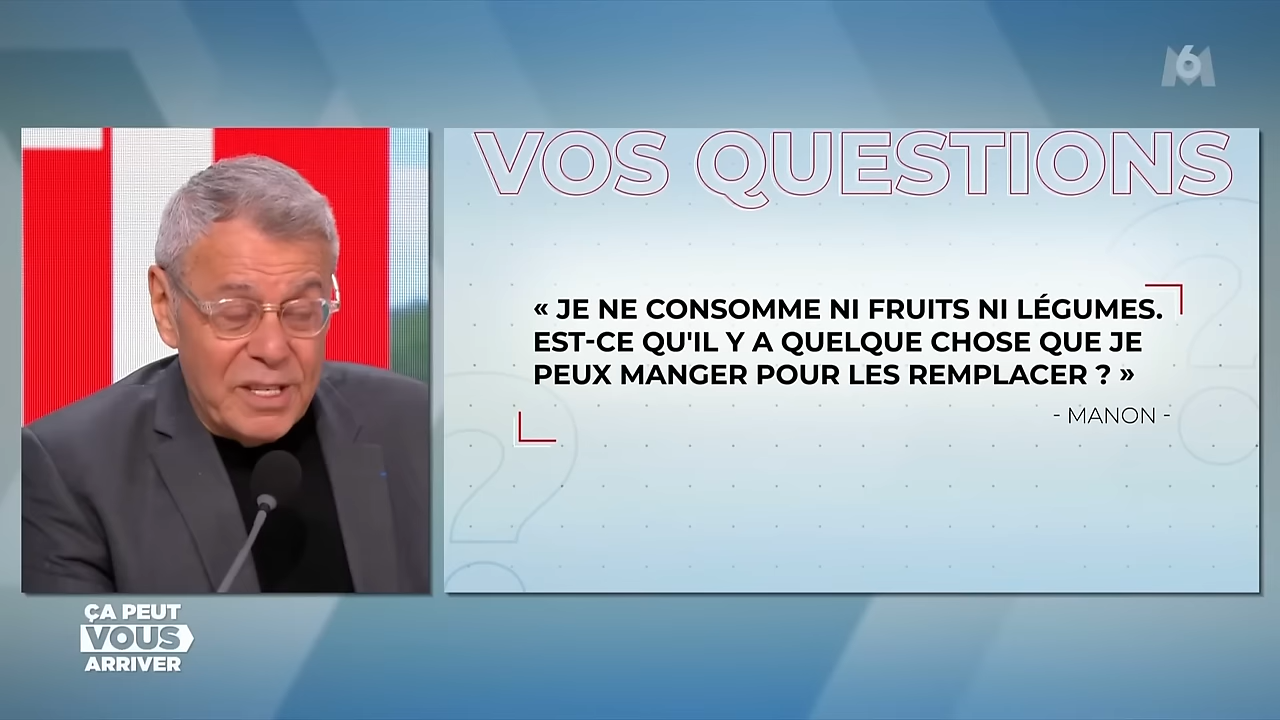 M6
VOS QUESTIONS
« JE NE CONSOMME NI FRUITS NI LÉGUMES.
EST-CE QU'IL Y A QUELQUE CHOSE QUE JE
PEUX MANGER POUR LES REMPLACER ? »
- MANON -
ÇA PEUT
VOUS
ARRIVER